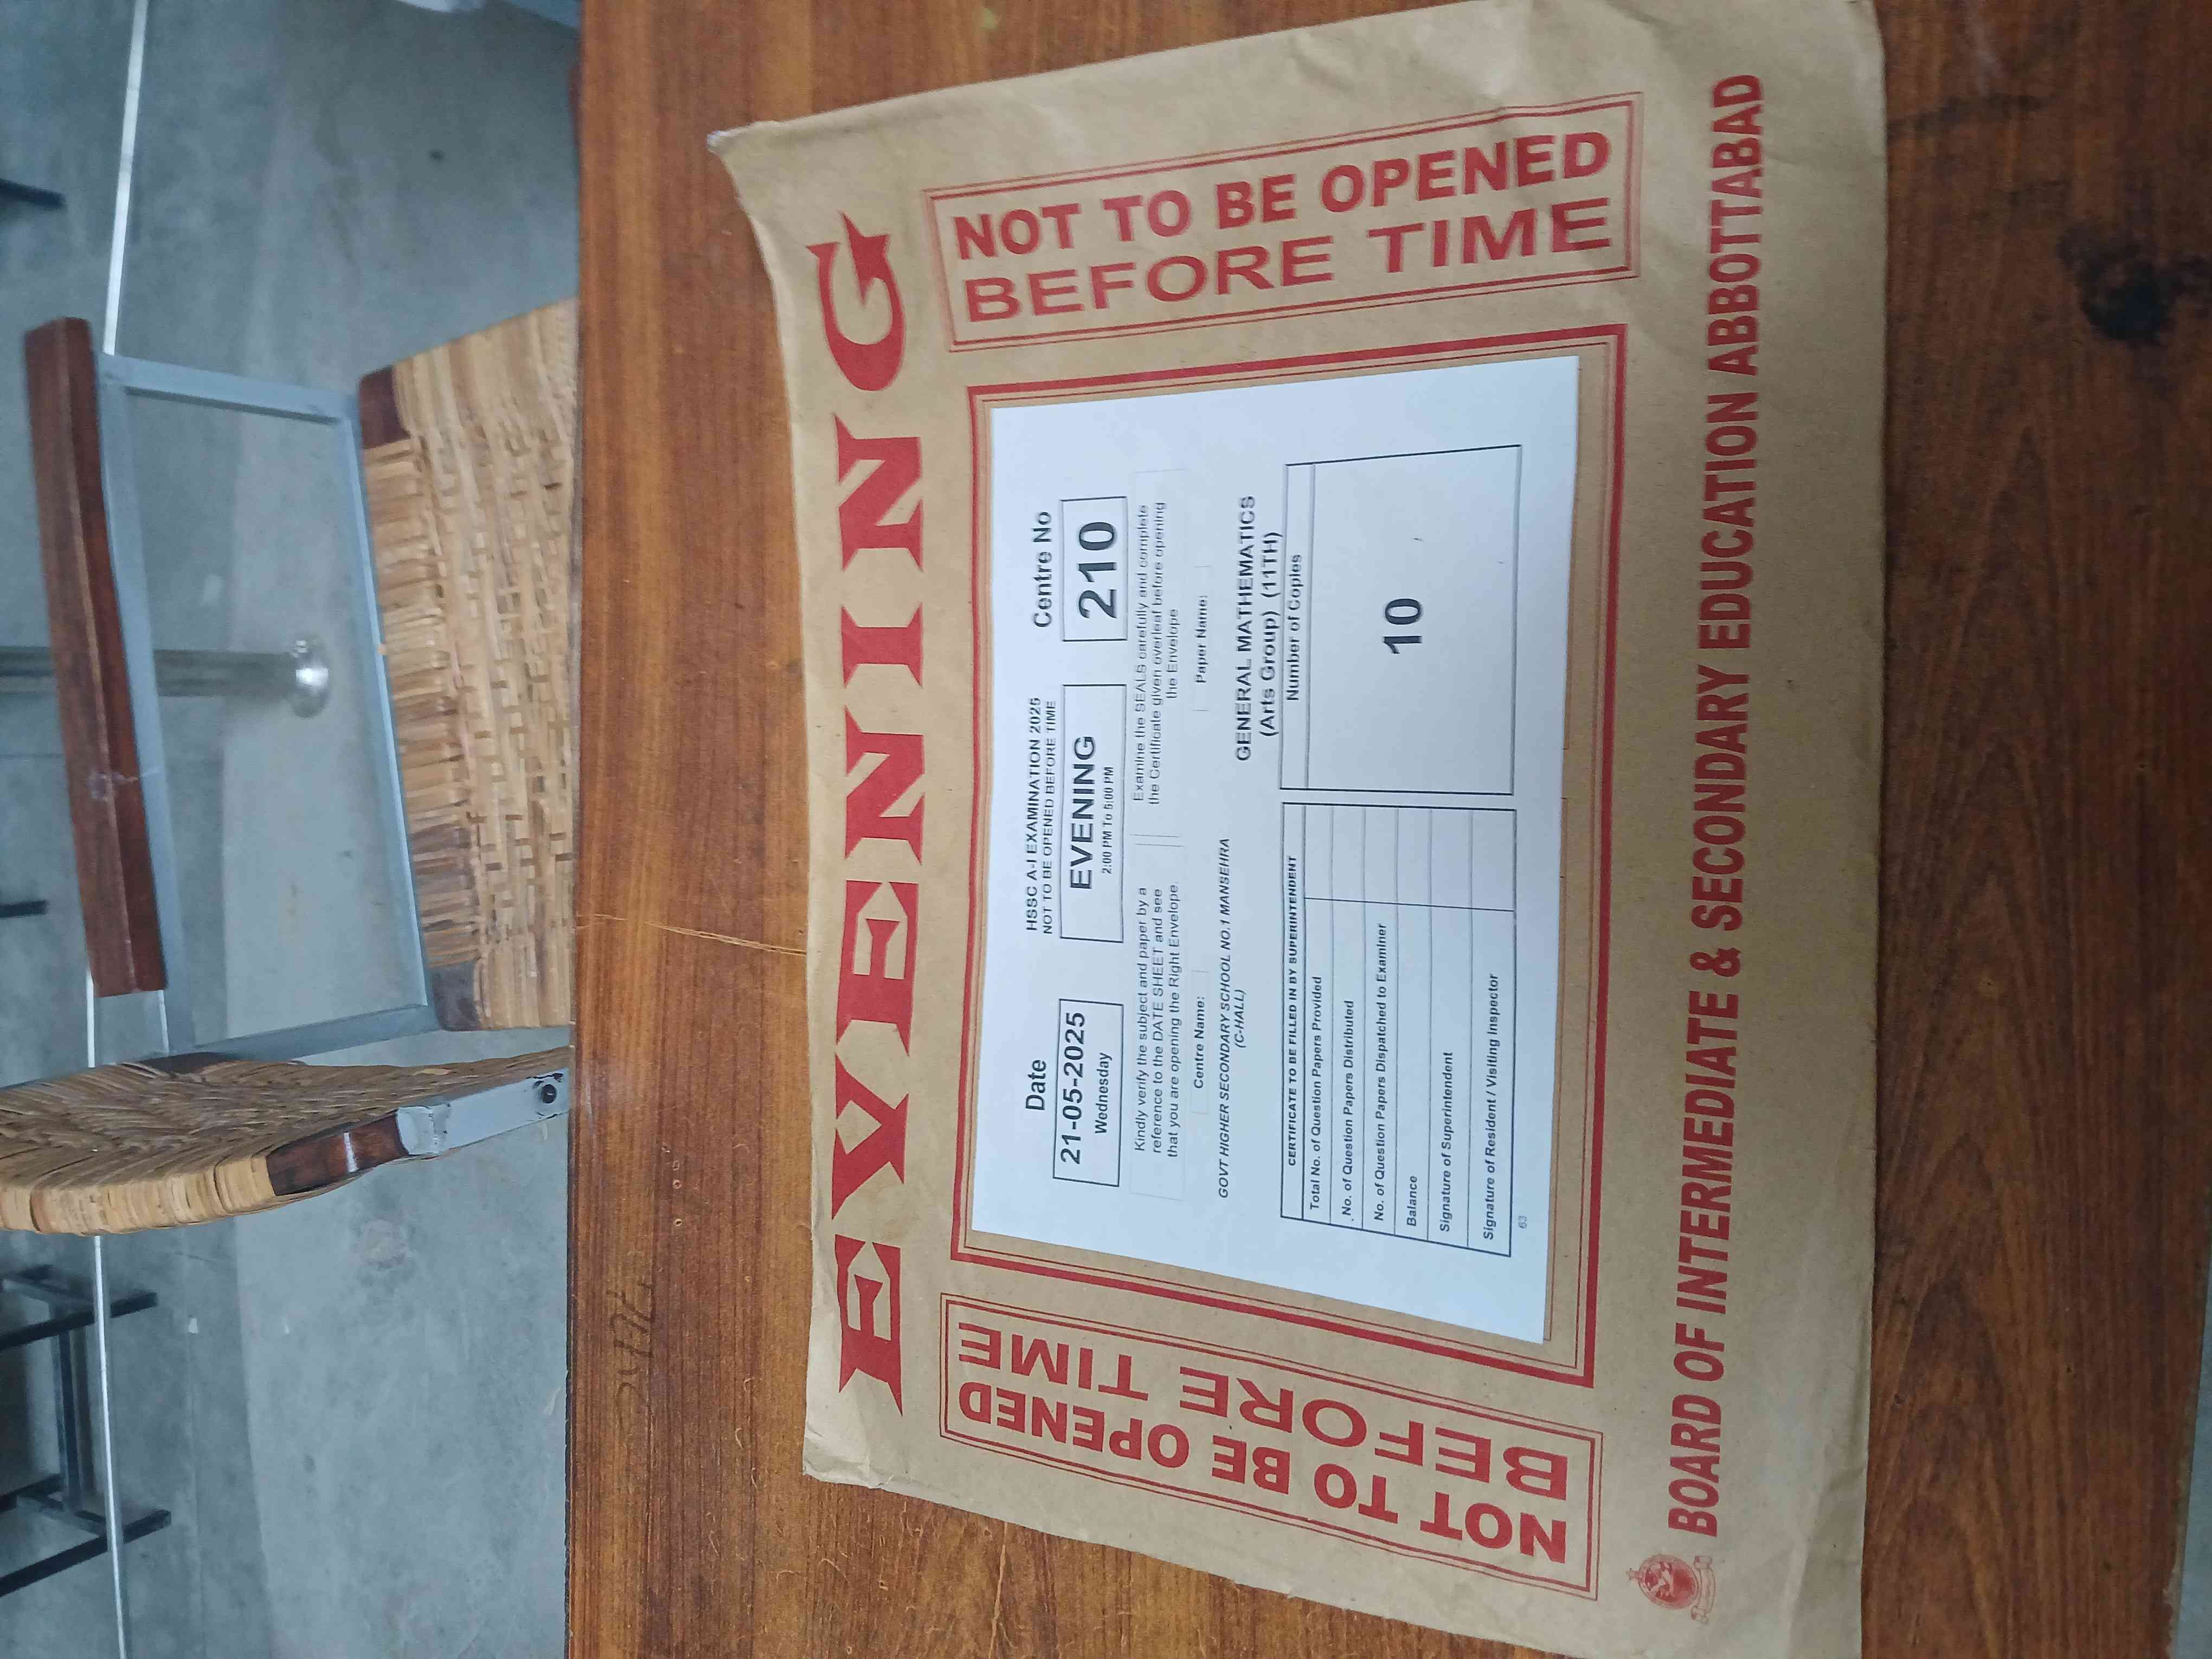 EVENING
NOT TO BE OPENED
BEFORE TIME
NOT TO BE OPENED
BEFORE TIME
HSSC A-I EXAMINATION 2025
NOT TO BE OPENED BEFORE TIME
Date
Centre No
21-05-2025
Wednesday
EVENING
2:00 PM To 5:00 PM
210
Kindly verify the subject and paper by a
reference to the DATE SHEET and see
that you are opening the Right Envelope.
Examine the SEALS carefully and complete
the Certificate given overleaf before opening
the Envelope
Centre Name:
Paper Name:
GOVT HIGHER SECONDARY SCHOOL NO.1 MANSEHRA
(C-HALL)
GENERAL MATHEMATICS
(Arts Group) (11TH)
CERTIFICATE TO BE FILLED IN BY SUPERINTENDENT
Total No. of Question Papers Provided
No. of Question Papers Distributed
No. of Question Papers Dispatched to Examiner
Balance
Signature of Superintendent
Signature of Resident / Visiting Inspector
Number of Copies
10
63
BOARD OF INTERMEDIATE & SECONDARY EDUCATION ABBOTTABAD